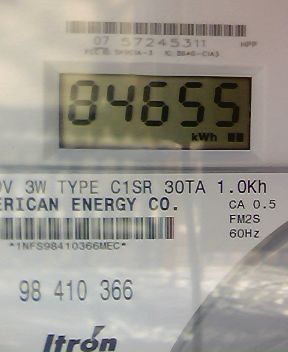 07 57245311 HPP
84655
kWh
0V 3W TYPE C1SR 30TA 1.0Kh
ERICAN ENERGY CO. CA 0.5
FM2S
60Hz
*1NFS98410366MEC*
98 410 366
Itron